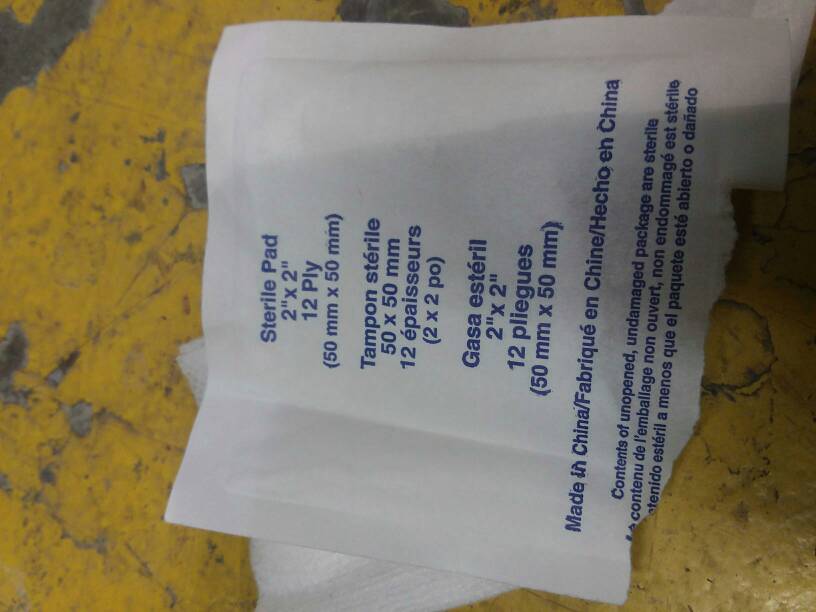 Sterile Pad
2"x 2"
12 Ply
(50 mm x 50 mm)
Tampon stérile
50 x 50 mm
12 épaisseurs
(2 x 2 po)
Gasa estéril
2"x 2"
12 pliegues
(50 mm x 50 mm)
Made in China/Fabriqué en Chine/Hecho en China
Contents of unopened, undamaged package are sterile
contenu de l'emballage non ouvert, non endommagé est stérile
estéril a menos que el paquete esté abierto o dañado